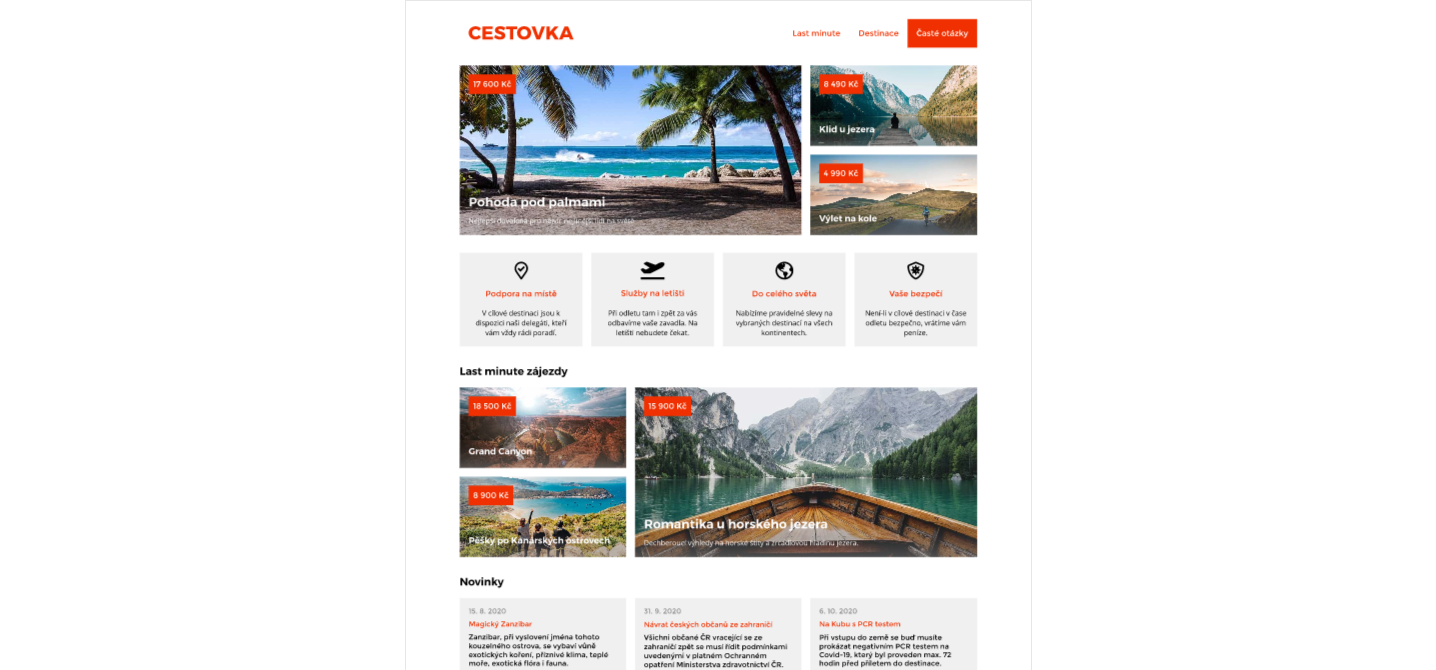 CESTOVKA
Last minute
Destinace
Časté otázky
17 600 Kč
Pohoda pod palmami
Nejlepší dovolená pro náročnější lidi na světě
8 490 Kč
Klid u jezera
4 990 Kč
Výlet na kole
Podpora na místě
V cílové destinaci jsou k
dispozici naši delegáti, kteří
vám vždy rádi poradí.
Služby na letišti
Při odletu tam i zpět za vás
odbavíme vaše zavadla. Na
letišti nebudete čekat.
Do celého světa
Nabízíme pravidelné slevy na
vybraných destinací na všech
kontinentech.
Vaše bezpečí
Není-li v cílové destinaci v čase
odletu bezpečno, vrátíme vám
peníze.
Last minute zájezdy
18 500 Kč
Grand Canyon
8 900 Kč
Pěšky po Kanárských ostrovech
15 900 Kč
Romantika u horského jezera
Dechberoucí výhledy na horské štíty a zrcadlovou hladinu jezera.
Novinky
15. 8. 2020
Magický Zanzibar
Zanzibar, při vyslovení jména tohoto
kouzelného ostrova, se vybaví vůně
exotických koření, příznivé klima, teplé
moře, exotická flóra i fauna.
31. 9. 2020
Návrat českých občanů ze zahraničí
Všichni občané ČR vracející se ze
zahraničí zpět se musí řídit podmínkami
uvedenými v platném Ochranném
opatření Ministerstva zdravotnictví ČR.
6. 10. 2020
Na Kubu s PCR testem
Při vstupu do země se buď musíte
prokázat negativním PCR testem na
Covid-19, který byl proveden max. 72
hodin před příletem do destinace.